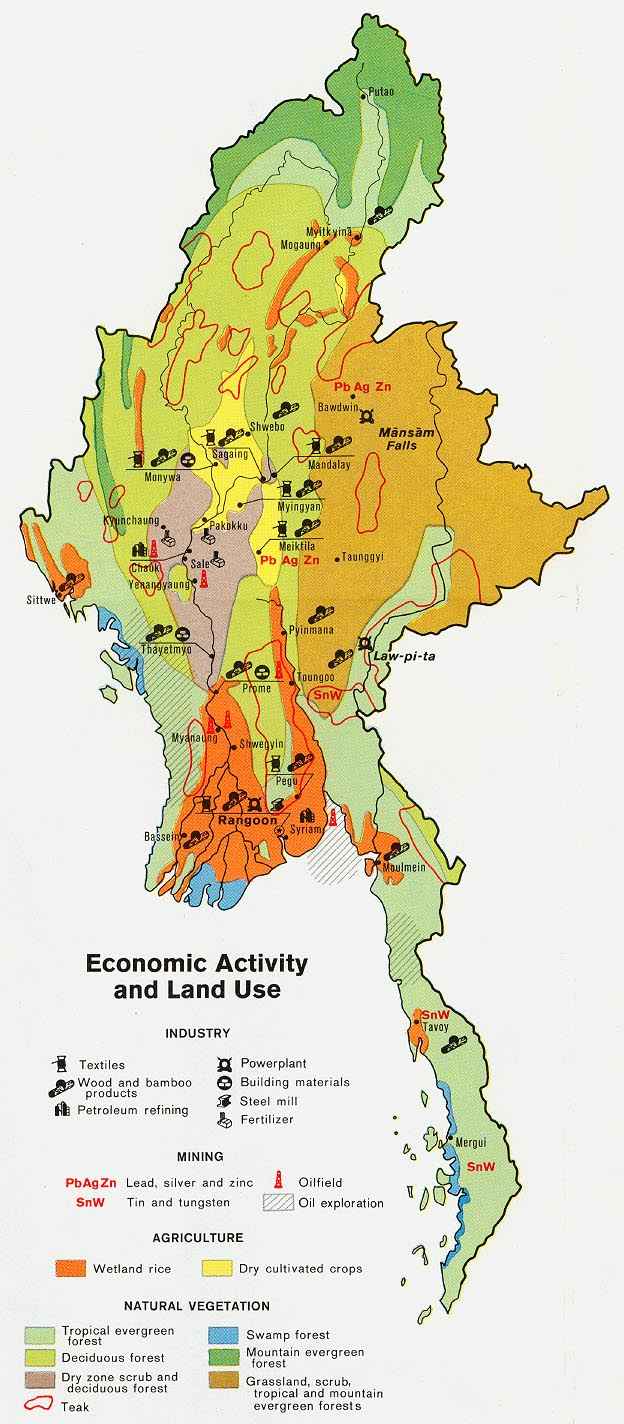 Putao
Myitkyina
Mogaung
Pb Ag Zn
Bawdwin
Mānsām
Falls
Shwebo
Sagaing
Monywa
Mandalay
Myingyan
Kyunchaung
Pakokku
Meiktila
Chauk
Sale
Pb Ag Zn
Taunggyi
Yenangyaung
Sittwe
Pyinmana
Thayetmyo
Law-pi-ta
Toungoo
Prome
SnW
Myanaung
Shwegyin
Pegu
Rangoon
Syriam
Bassein
Moulmein
SnW
Tavoy
Mergui
SnW
Economic Activity
and Land Use
INDUSTRY
Textiles
Wood and bamboo
products
Petroleum refining
Powerplant
Building materials
Steel mill
Fertilizer
MINING
PbAgZn Lead, silver and zinc
SnW Tin and tungsten
Oilfield
Oil exploration
AGRICULTURE
Wetland rice
Dry cultivated crops
NATURAL VEGETATION
Tropical evergreen
forest
Deciduous forest
Dry zone scrub and
deciduous forest
Teak
Swamp forest
Mountain evergreen
forest
Grassland, scrub,
tropical and mountain
evergreen forests